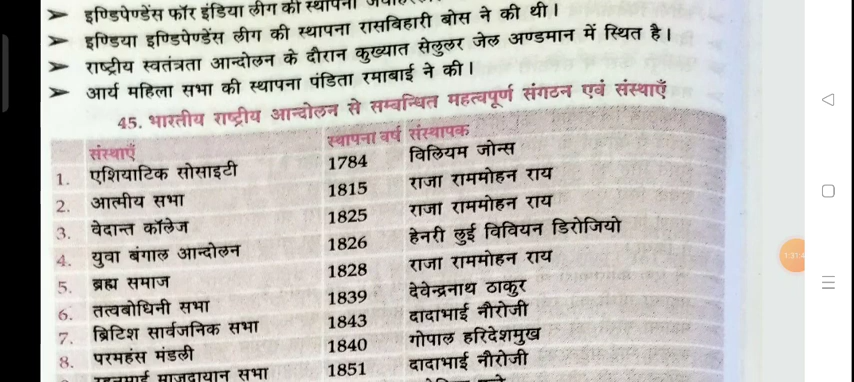 इण्डिपेण्डेंस फॉर इंडिया लीग की स्थापना
इण्डिया इण्डिपेण्डेंस लीग की स्थापना रासबिहारी बोस ने की थी।
राष्ट्रीय स्वतंत्रता आन्दोलन के दौरान कुख्यात सेलुलर जेल अण्डमान में स्थित है।
आर्य महिला सभा की स्थापना पंडिता रमाबाई ने की।
45. भारतीय राष्ट्रीय आन्दोलन से सम्बन्धित महत्वपूर्ण संगठन एवं संस्थाएँ
संस्थाएँ स्थापना वर्ष संस्थापक
1. एशियाटिक सोसाइटी 1784 विलियम जोन्स
2. आत्मीय सभा 1815 राजा राममोहन राय
3. वेदान्त कॉलेज 1825 राजा राममोहन राय
4. युवा बंगाल आन्दोलन 1826 हेनरी लुई विवियन डिरोजियो
5. ब्रह्म समाज 1828 राजा राममोहन राय
6. तत्वबोधिनी सभा 1839 देवेन्द्रनाथ ठाकुर
7. ब्रिटिश सार्वजनिक सभा 1843 दादाभाई नौरोजी
8. परमहंस मंडली 1840 गोपाल हरिदेशमुख
सभा 1851 दादाभाई नौरोजी